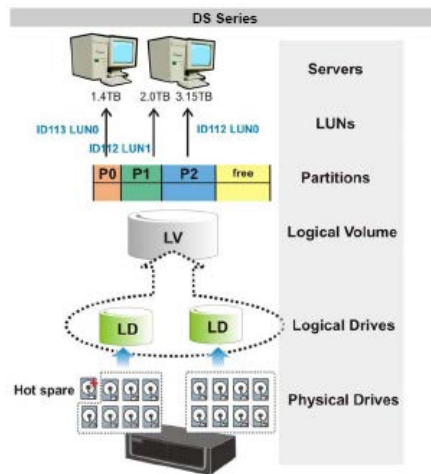 DS Series
Servers
1.4TB 2.0TB 3.15TB
LUNs
ID113 LUN0 ID112 LUN0
ID112 LUN1
P0 P1 P2 free
Partitions
LV
Logical Volume
LD LD
Logical Drives
Hot spare
Physical Drives